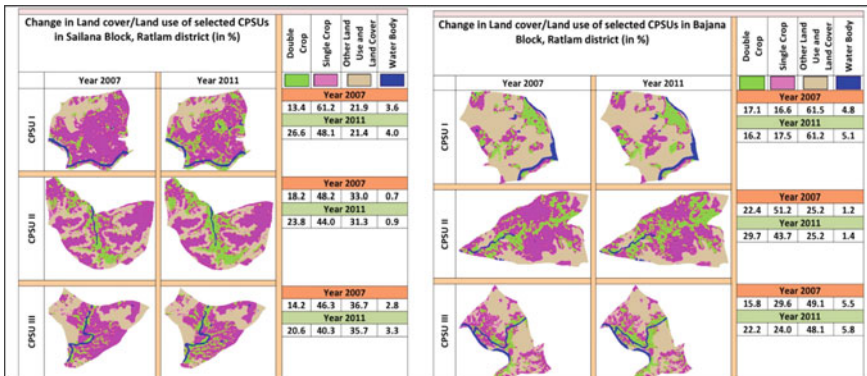 Change in Land cover/Land use of selected CPSUs
in Sailana Block, Ratlam district (in %)
Double Crop
Single Crop
Other Land Use and Land Cover
Water Body
Year 2007 Year 2011
CPSU I
Year 2007
13.4 61.2 21.9 3.6
Year 2011
26.6 48.1 21.4 4.0
CPSU II
Year 2007
18.2 48.2 33.0 0.7
Year 2011
23.8 44.0 31.3 0.9
CPSU III
Year 2007
14.2 46.3 36.7 2.8
Year 2011
20.6 40.3 35.7 3.3
Change in Land cover/Land use of selected CPSUs in Bajana
Block, Ratlam district (in %)
Double Crop
Single Crop
Other Land Use and Land Cover
Water Body
Year 2007 Year 2011
CPSU I
Year 2007
17.1 16.6 61.5 4.8
Year 2011
16.2 17.5 61.2 5.1
CPSU II
Year 2007
22.4 51.2 25.2 1.2
Year 2011
29.7 43.7 25.2 1.4
CPSU III
Year 2007
15.8 29.6 49.1 5.5
Year 2011
22.2 24.0 48.1 5.8